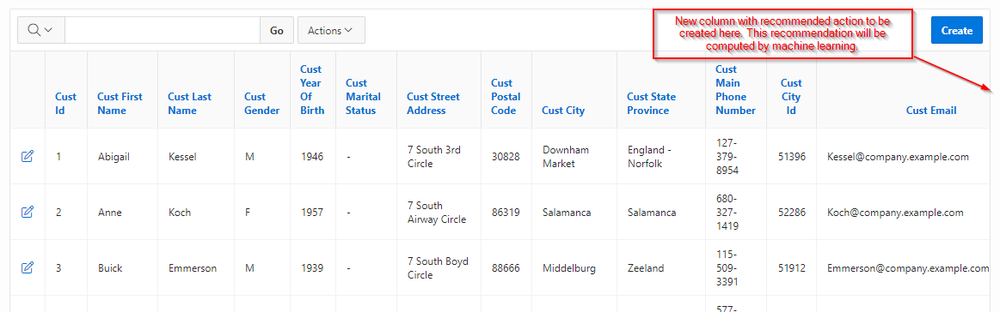 New column with recommended action to be
created here. This recommendation will be
computed by machine learning.
Go
Actions
Create
Cust
Id
Cust First
Name
Cust Last
Name
Cust
Gender
Cust
Year
Of
Birth
Cust
Marital
Status
Cust Street
Address
Cust
Postal
Code
Cust City
Cust State
Province
Cust
Main
Phone
Number
Cust
City
Id
Cust Email
1
Abigail
Kessel
M
1946
-
7 South 3rd
Circle
30828
Downham
Market
England -
Norfolk
127-
379-
8954
51396
Kessel@company.example.com
2
Anne
Koch
F
1957
-
7 South
Airway Circle
86319
Salamanca
Salamanca
680-
327-
1419
52286
Koch@company.example.com
3
Buick
Emmerson
M
1939
-
7 South Boyd
Circle
88666
Middelburg
Zeeland
115-
509-
3391
51912
Emmerson@company.example.com
577-